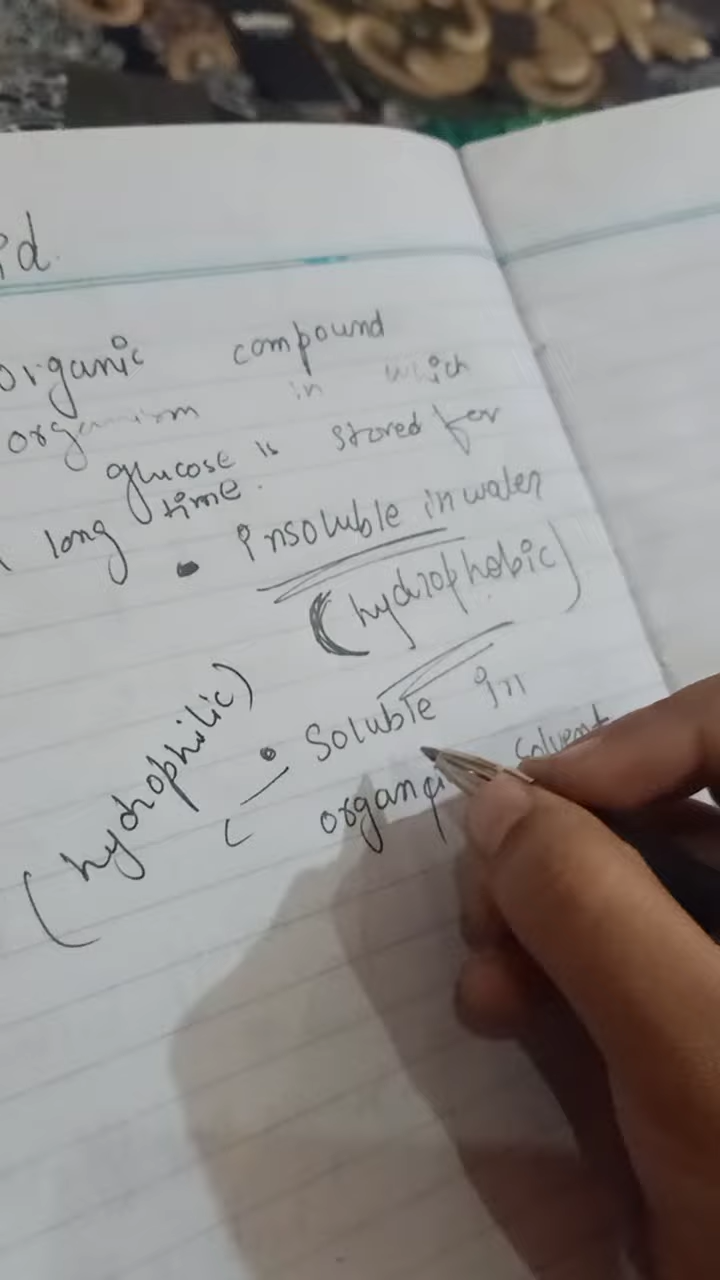 id.
organic compound
organism in which
glucose is stored for
long time.
• insoluble in water
(hydrophobic)
• Soluble in
organi solvent
(hydrophilic)